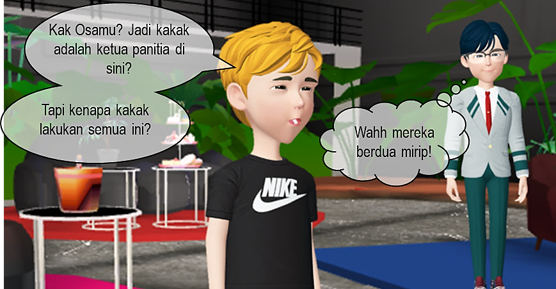 Kak Osamu? Jadi kakak
adalah ketua panitia di
sini?
Tapi kenapa kakak
lakukan semua ini?
Wahh mereka
berdua mirip!
NIKE